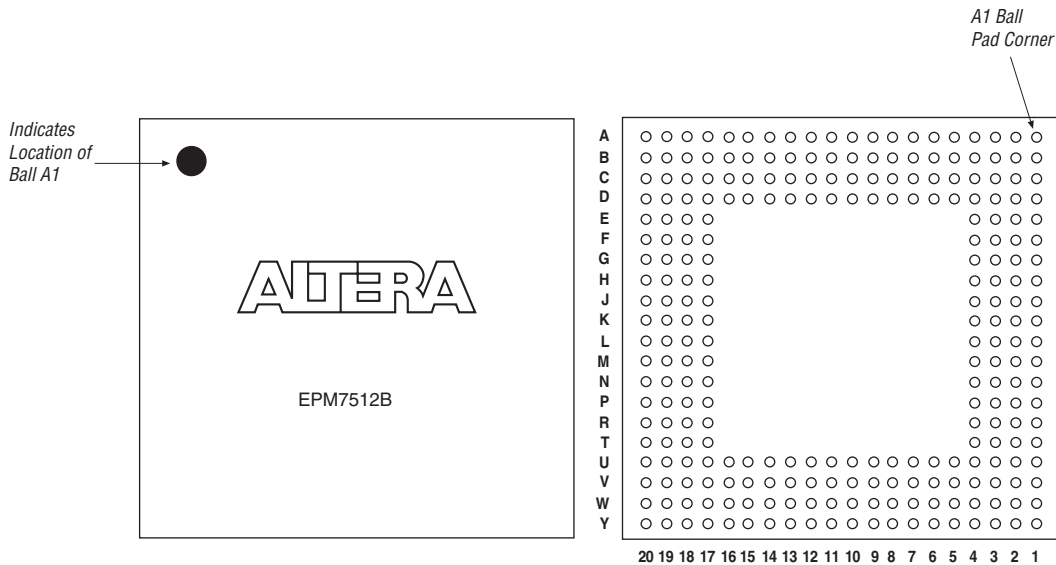 A1 Ball
Pad Corner
Indicates
Location of
Ball A1
ALTERA
EPM7512B
A
B
C
D
E
F
G
H
J
K
L
M
N
P
R
T
U
V
W
Y
20 19 18 17 16 15 14 13 12 11 10 9 8 7 6 5 4 3 2 1